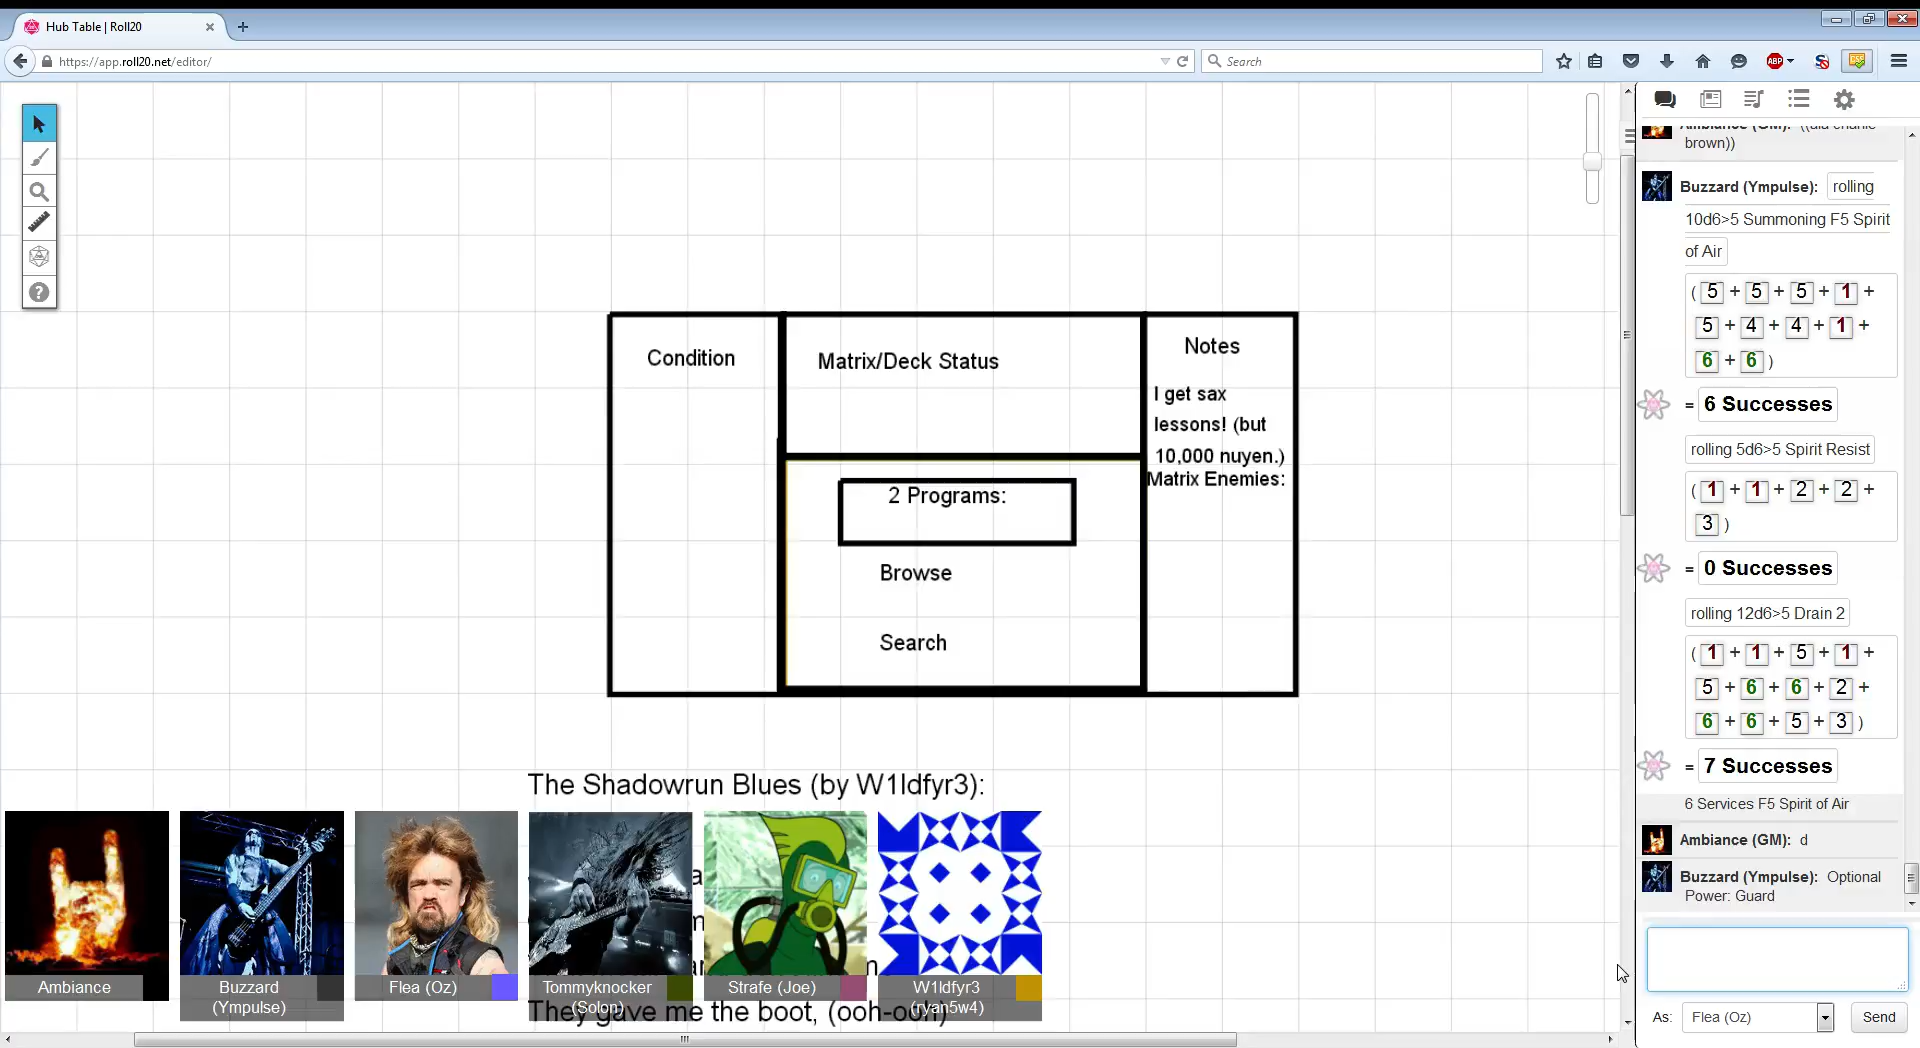 Hub Table | Roll20
https://app.roll20.net/editor/
Search
ABP
brown))
Buzzard (Ympulse): rolling
10d6>5 Summoning F5 Spirit
of Air
( 5 + 5 + 5 + 1 +
5 + 4 + 4 + 1 +
6 + 6 )
= 6 Successes
rolling 5d6>5 Spirit Resist
( 1 + 1 + 2 + 2 +
3 )
= 0 Successes
rolling 12d6>5 Drain 2
( 1 + 1 + 5 + 1 +
5 + 6 + 6 + 2 +
6 + 6 + 5 + 3 )
= 7 Successes
6 Services F5 Spirit of Air
Ambiance (GM): d
Buzzard (Ympulse): Optional
Power: Guard
As: Flea (Oz)
Send
Condition
Matrix/Deck Status
Notes
I get sax
lessons! (but
10,000 nuyen.)
Matrix Enemies:
2 Programs:
Browse
Search
The Shadowrun Blues (by W1ldfyr3):
They gave me the boot, (ooh-ooh)
Ambiance
Buzzard
(Ympulse)
Flea (Oz)
Tommyknocker
(Solon)
Strafe (Joe)
W1ldfyr3
(ryan5w4)